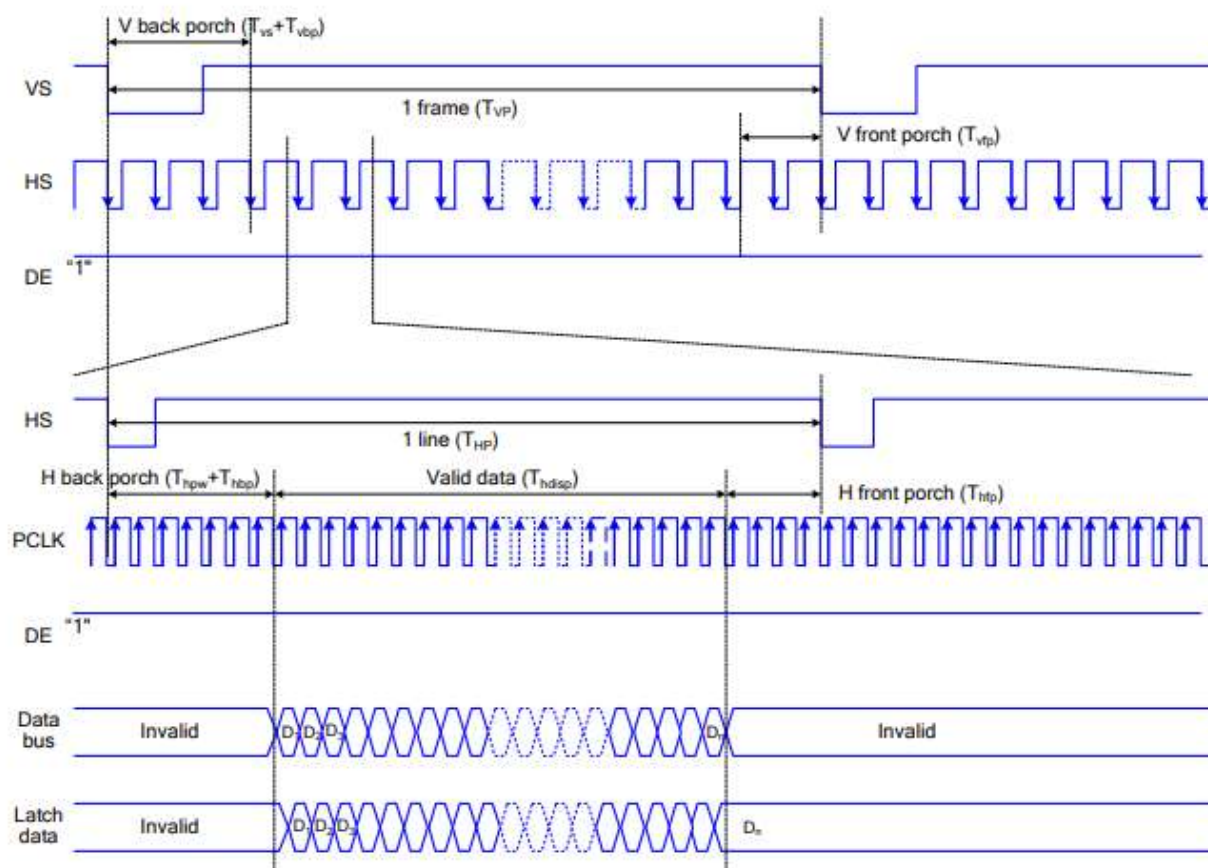 V back porch (Tvs+Tvbp)
VS
1 frame (TVP)
V front porch (Tvfp)
HS
DE "1"
HS
1 line (THP)
H back porch (Thpw+Thbp)
Valid data (Thdisp)
H front porch (Thfp)
PCLK
DE "1"
Data
bus
Invalid
D1 D2 D3
Dn
Invalid
Latch
data
Invalid
D1 D2 D3
Dn